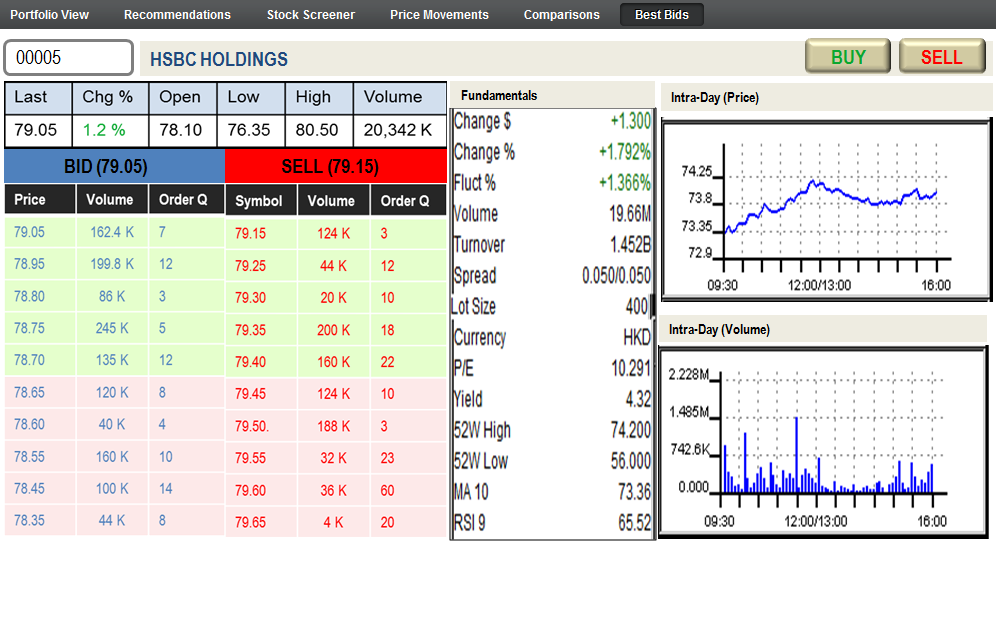 Portfolio View Recommendations Stock Screener Price Movements Comparisons Best Bids
00005 HSBC HOLDINGS BUY SELL
Last Chg % Open Low High Volume
79.05 1.2 % 78.10 76.35 80.50 20,342 K
BID (79.05) SELL (79.15)
Price Volume Order Q Symbol Volume Order Q
79.05 162.4 K 7 79.15 124 K 3
78.95 199.8 K 12 79.25 44 K 12
78.80 86 K 3 79.30 20 K 10
78.75 245 K 5 79.35 200 K 18
78.70 135 K 12 79.40 160 K 22
78.65 120 K 8 79.45 124 K 10
78.60 40 K 4 79.50. 188 K 3
78.55 160 K 10 79.55 32 K 23
78.45 100 K 14 79.60 36 K 60
78.35 44 K 8 79.65 4 K 20
Fundamentals
Change $ +1.300
Change % +1.792%
Fluct % +1.366%
Volume 19.66M
Turnover 1.452B
Spread 0.050/0.050
Lot Size 400
Currency HKD
P/E 10.291
Yield 4.32
52W High 74.200
52W Low 56.000
MA 10 73.36
RSI 9 65.52
Intra-Day (Price)
74.25
73.8
73.35
72.9
09:30 12:00/13:00 16:00
Intra-Day (Volume)
2.228M
1.485M
742.6K
0.000
09:30 12:00/13:00 16:00